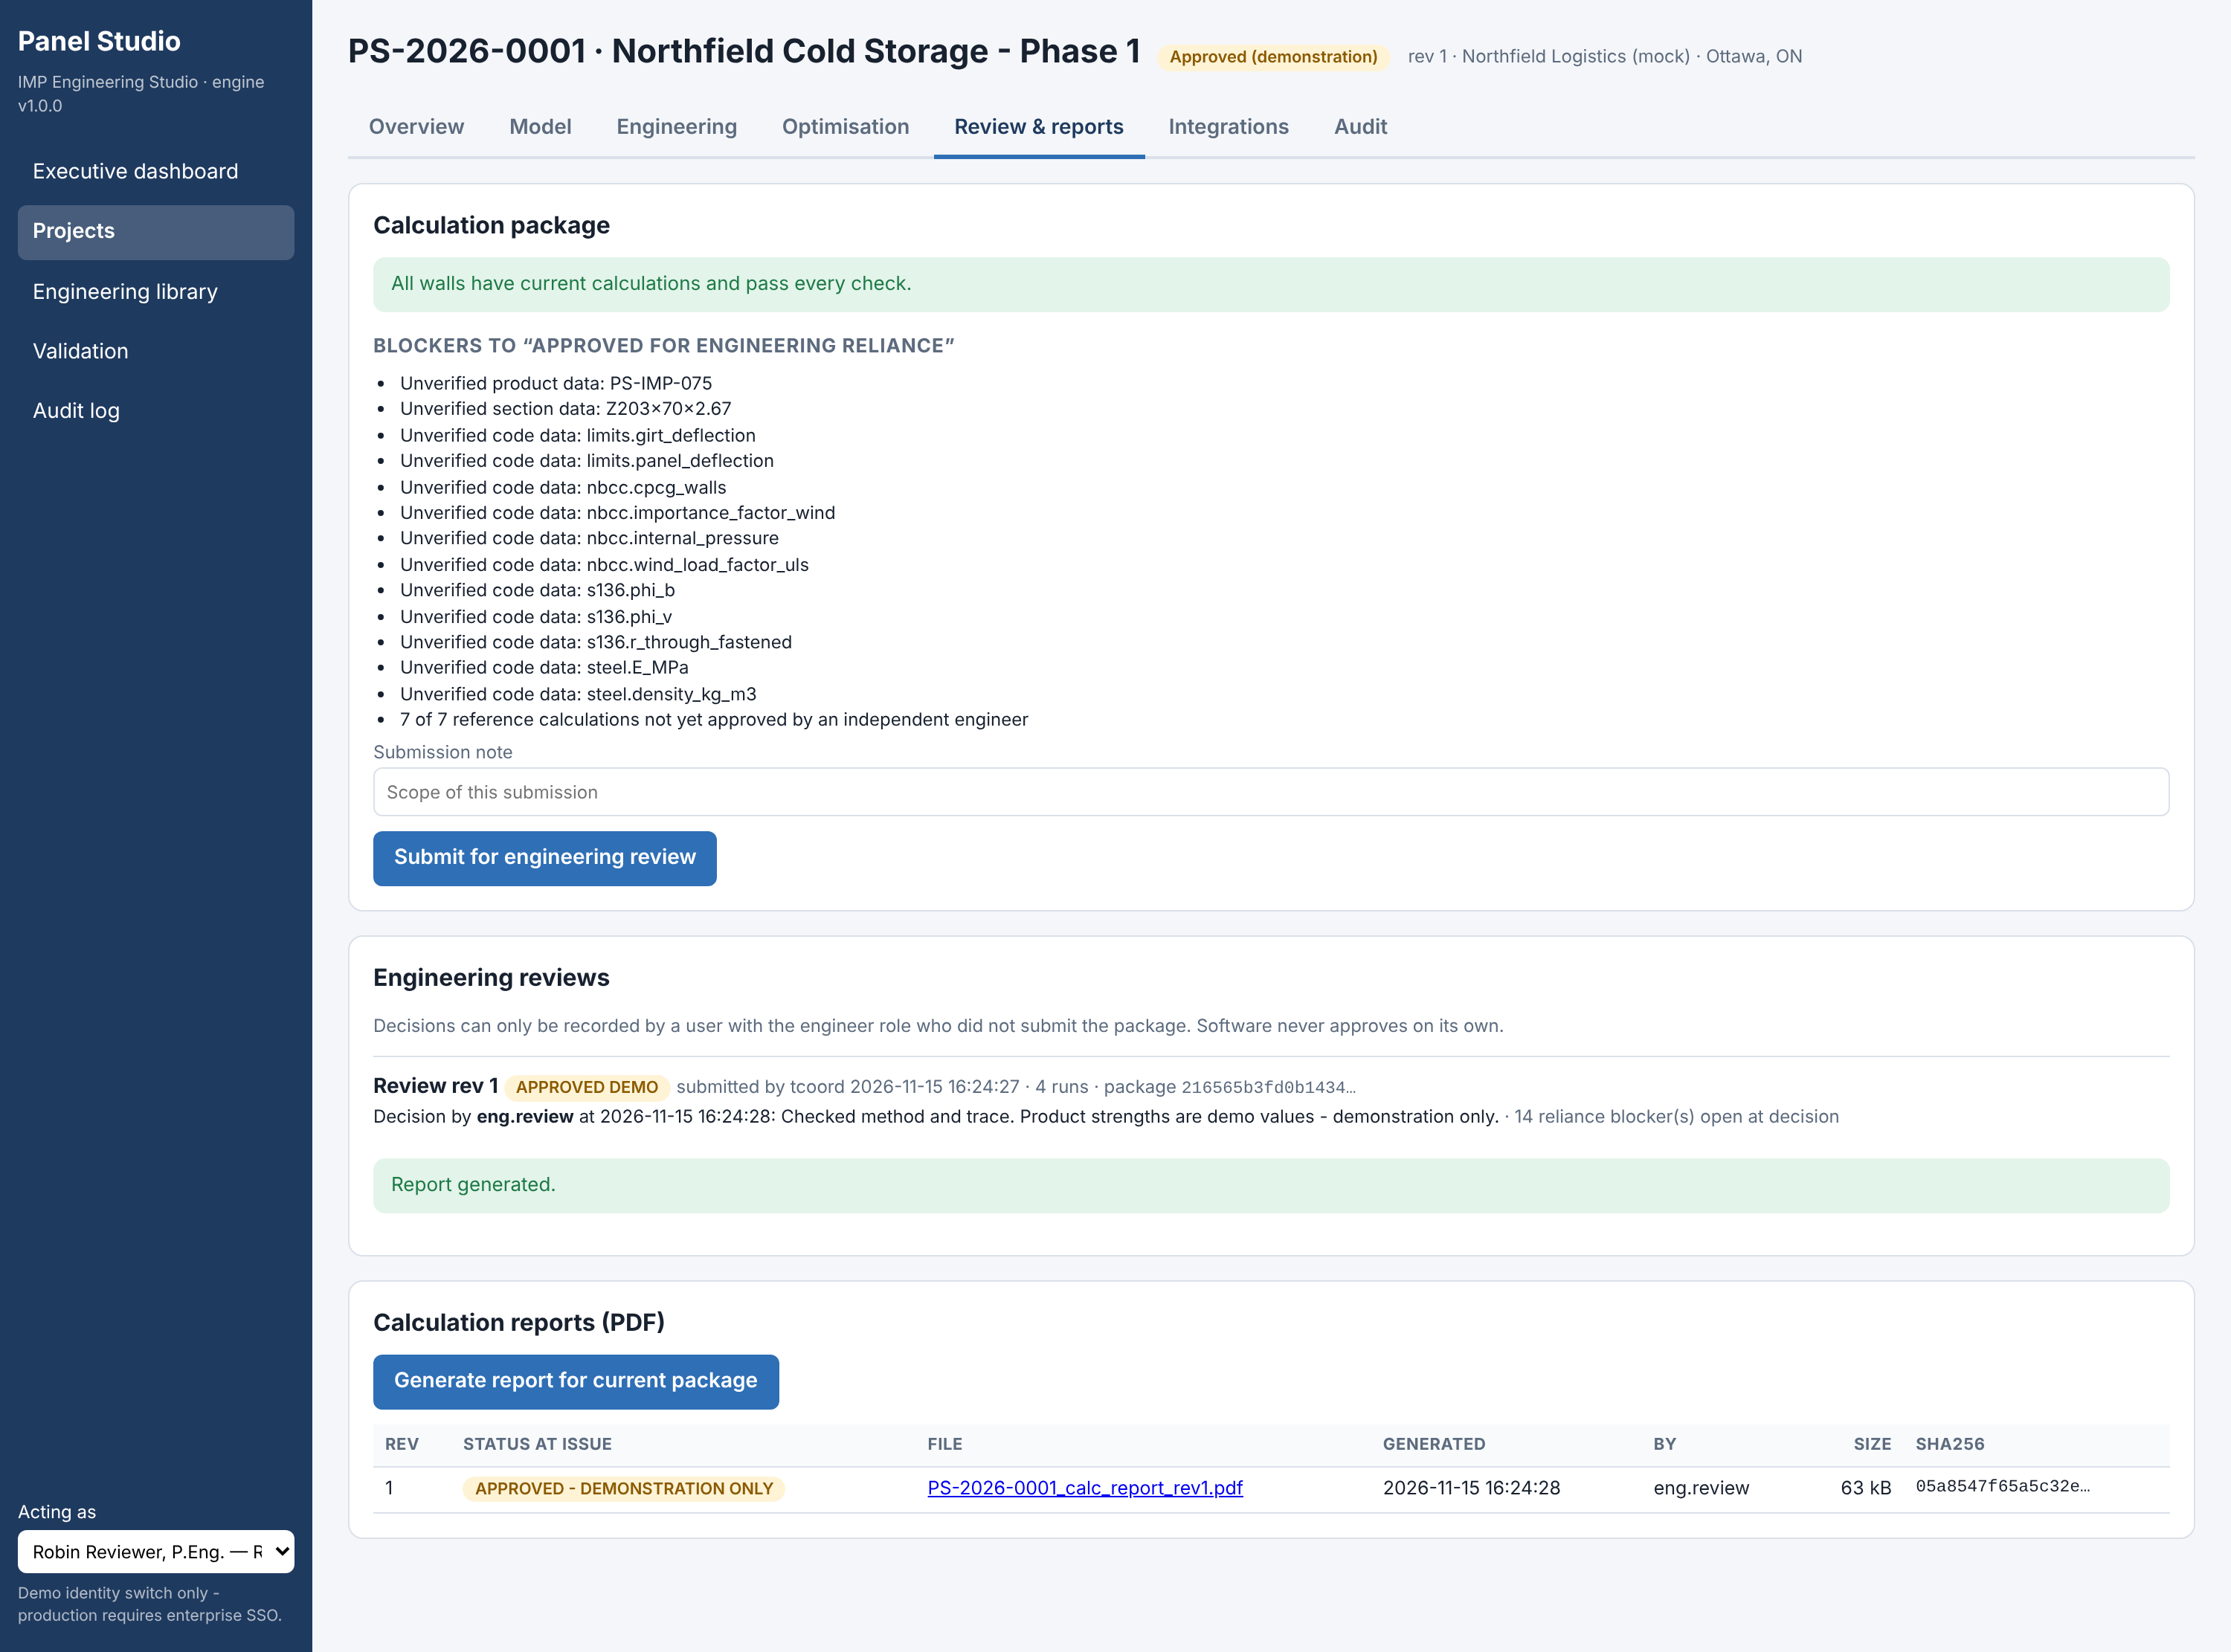 Panel Studio
IMP Engineering Studio · engine
v1.0.0
Executive dashboard
Projects
Engineering library
Validation
Audit log
Acting as
Robin Reviewer, P.Eng. —
Demo identity switch only -
production requires enterprise SSO.
PS-2026-0001 · Northfield Cold Storage - Phase 1 Approved (demonstration) rev 1 · Northfield Logistics (mock) · Ottawa, ON
Overview Model Engineering Optimisation Review & reports Integrations Audit
Calculation package
All walls have current calculations and pass every check.
BLOCKERS TO “APPROVED FOR ENGINEERING RELIANCE”
• Unverified product data: PS-IMP-075
• Unverified section data: Z203×70×2.67
• Unverified code data: limits.girt_deflection
• Unverified code data: limits.panel_deflection
• Unverified code data: nbcc.cpcg_walls
• Unverified code data: nbcc.importance_factor_wind
• Unverified code data: nbcc.internal_pressure
• Unverified code data: nbcc.wind_load_factor_uls
• Unverified code data: s136.phi_b
• Unverified code data: s136.phi_v
• Unverified code data: s136.r_through_fastened
• Unverified code data: steel.E_MPa
• Unverified code data: steel.density_kg_m3
• 7 of 7 reference calculations not yet approved by an independent engineer
Submission note
Scope of this submission
Submit for engineering review
Engineering reviews
Decisions can only be recorded by a user with the engineer role who did not submit the package. Software never approves on its own.
Review rev 1 APPROVED DEMO submitted by tcoord 2026-11-15 16:24:27 · 4 runs · package 216565b3fd0b1434…
Decision by eng.review at 2026-11-15 16:24:28: Checked method and trace. Product strengths are demo values - demonstration only. · 14 reliance blocker(s) open at decision
Report generated.
Calculation reports (PDF)
Generate report for current package
REV STATUS AT ISSUE FILE GENERATED BY SIZE SHA256
1 APPROVED - DEMONSTRATION ONLY PS-2026-0001_calc_report_rev1.pdf 2026-11-15 16:24:28 eng.review 63 kB 05a8547f65a5c32e…